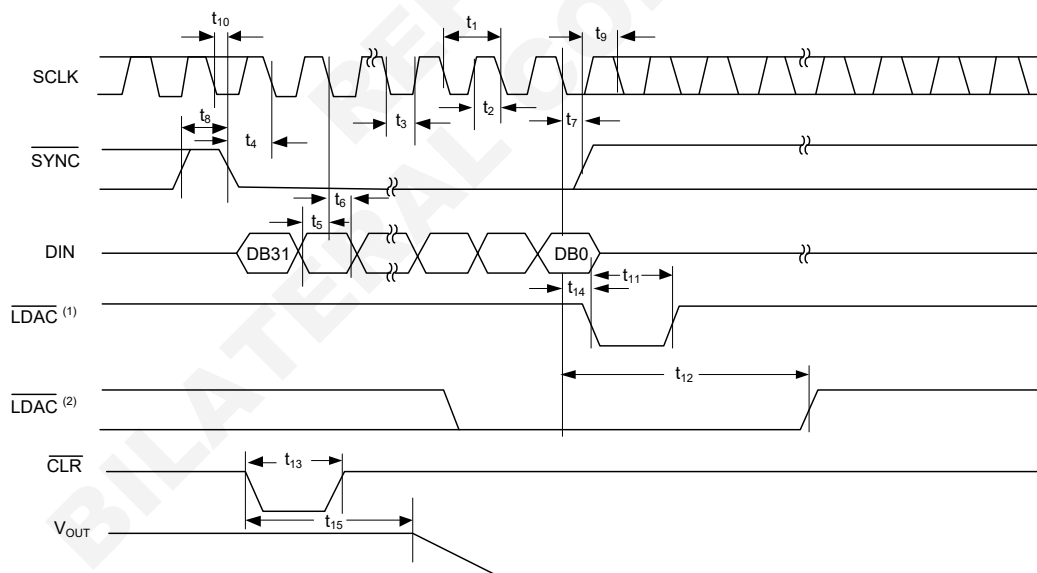 t10
t1
t9
SCLK
t2
t3
t7
t8
t4
SYNC
t6
t5
DIN
DB31
DB0
t11
t14
LDAC (1)
t12
LDAC (2)
CLR
t13
t15
VOUT
BILATERAL